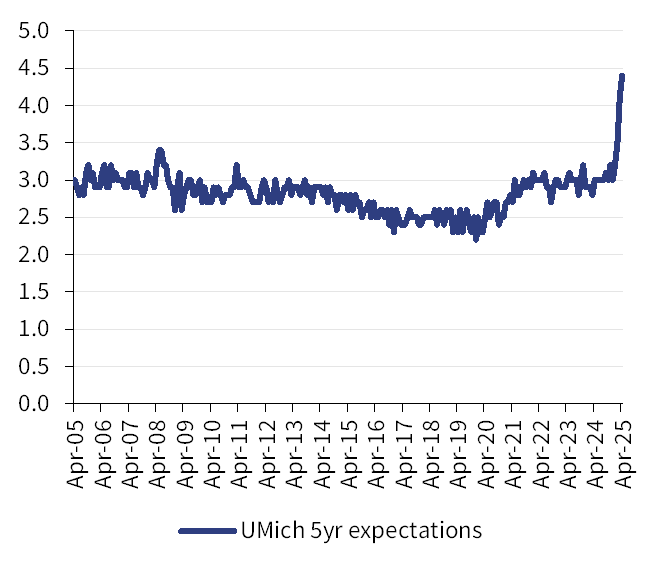 5.0
4.5
4.0
3.5
3.0
2.5
2.0
1.5
1.0
0.5
0.0
Apr-05
Apr-06
Apr-07
Apr-08
Apr-09
Apr-10
Apr-11
Apr-12
Apr-13
Apr-14
Apr-15
Apr-16
Apr-17
Apr-18
Apr-19
Apr-20
Apr-21
Apr-22
Apr-23
Apr-24
Apr-25
UMich 5yr expectations